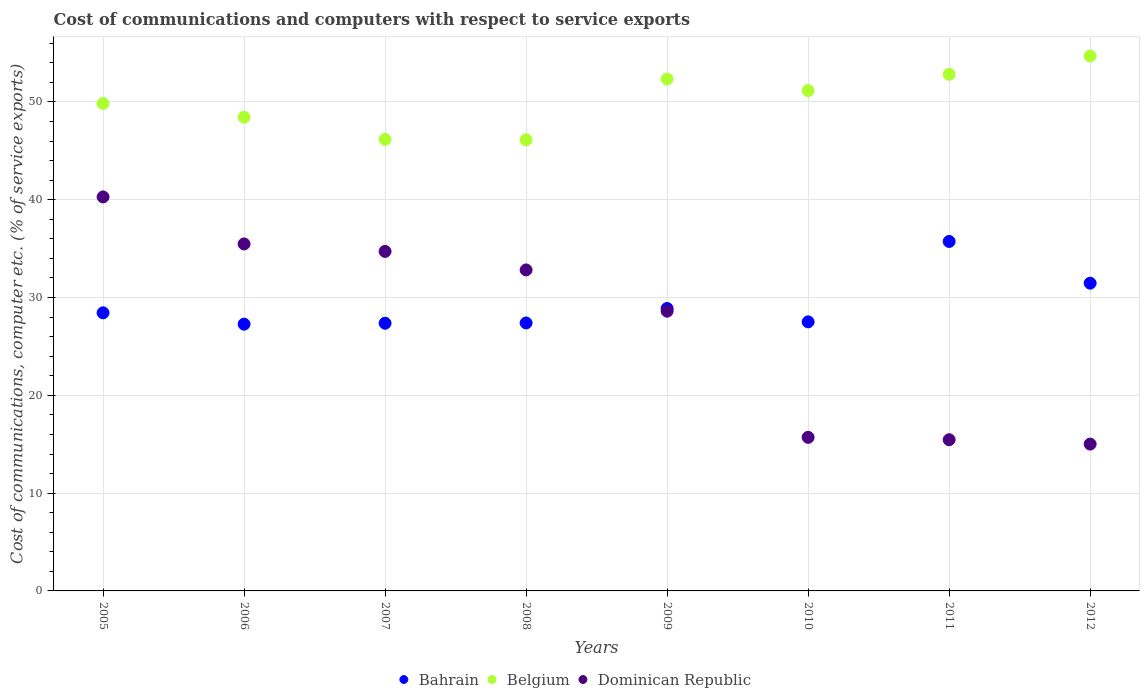 Cost of communications and computers with respect to service exports
Cost of communications, computer etc. (% of service exports)
50
40
30
20
10
0
2005
2006
2007
2008
2009
2010
2011
2012
Years
Bahrain
Belgium
Dominican Republic